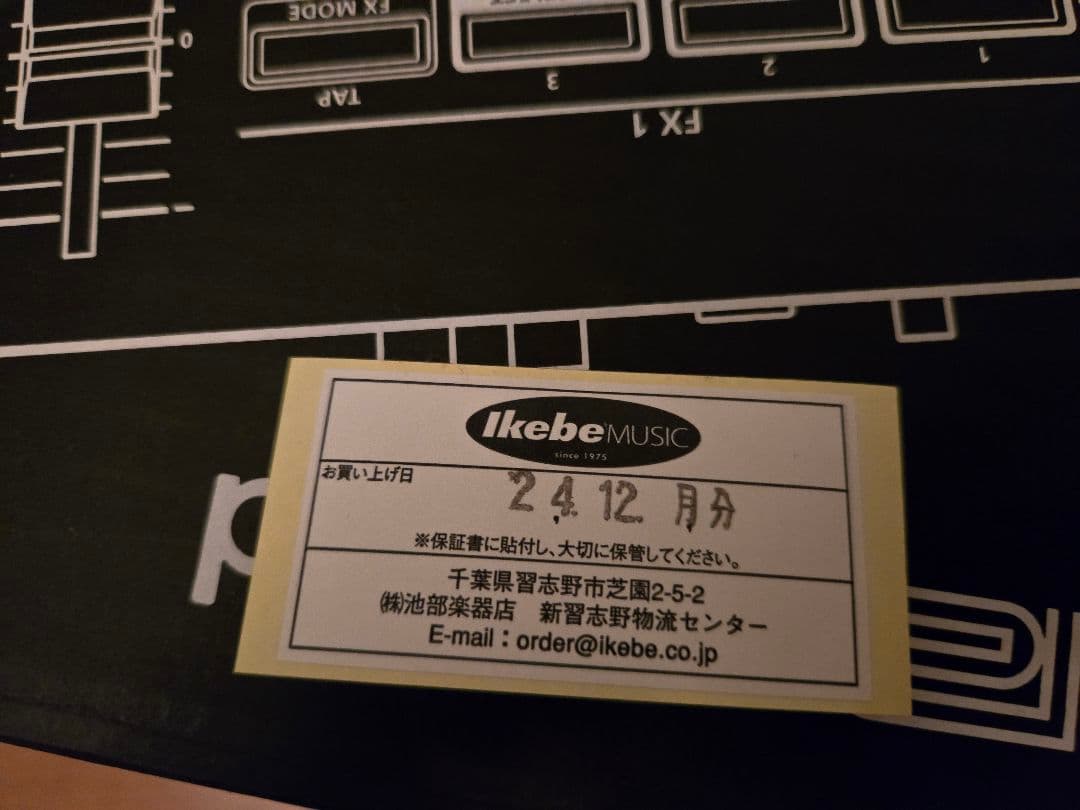 FX MODE
0
TAP
3
2
1
FX 1
Ikebe MUSIC
since 1975
お買い上げ日
24.12.月分
※保証書に貼付し、大切に保管してください。
千葉県習志野市芝園2-5-2
㈱池部楽器店 新習志野物流センター
E-mail：order@ikebe.co.jp